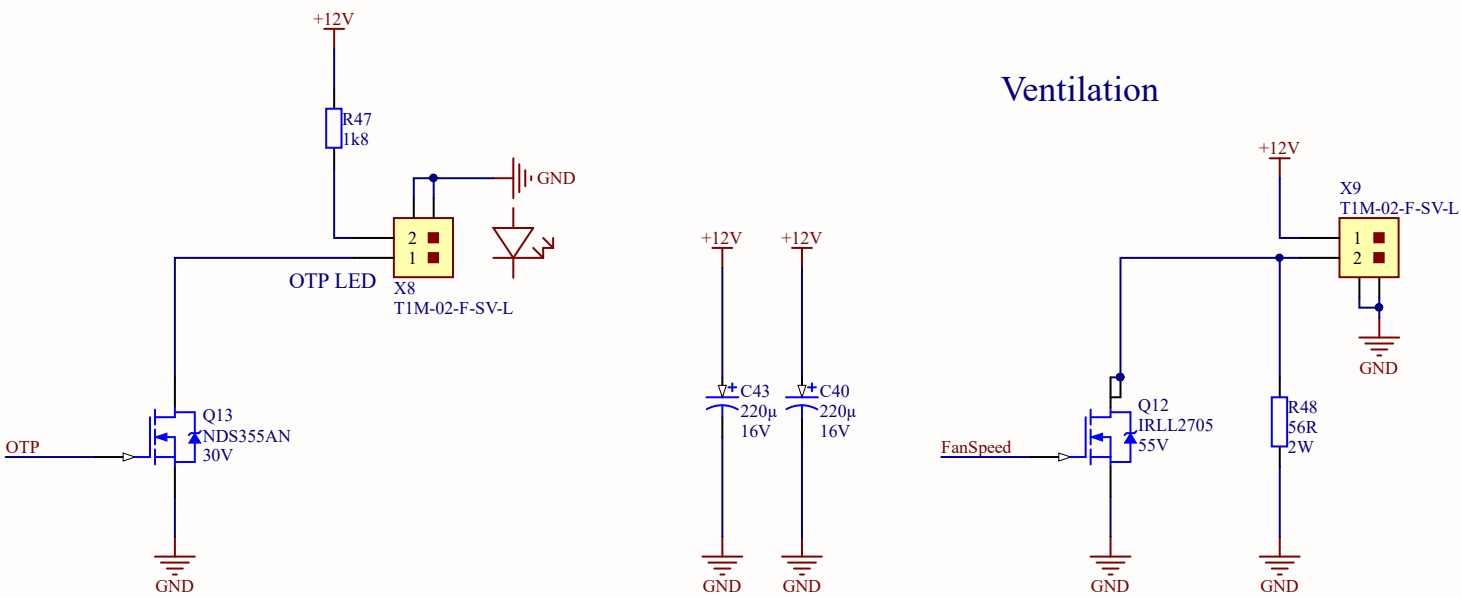 +12V
R47
1k8
GND
2
1
OTP LED
X8
T1M-02-F-SV-L
OTP
Q13
NDS355AN
30V
GND
+12V
+12V
+
C43
220µ
16V
+
C40
220µ
16V
GND
GND
Ventilation
+12V
X9
T1M-02-F-SV-L
1
2
GND
FanSpeed
Q12
IRLL2705
55V
R48
56R
2W
GND
GND